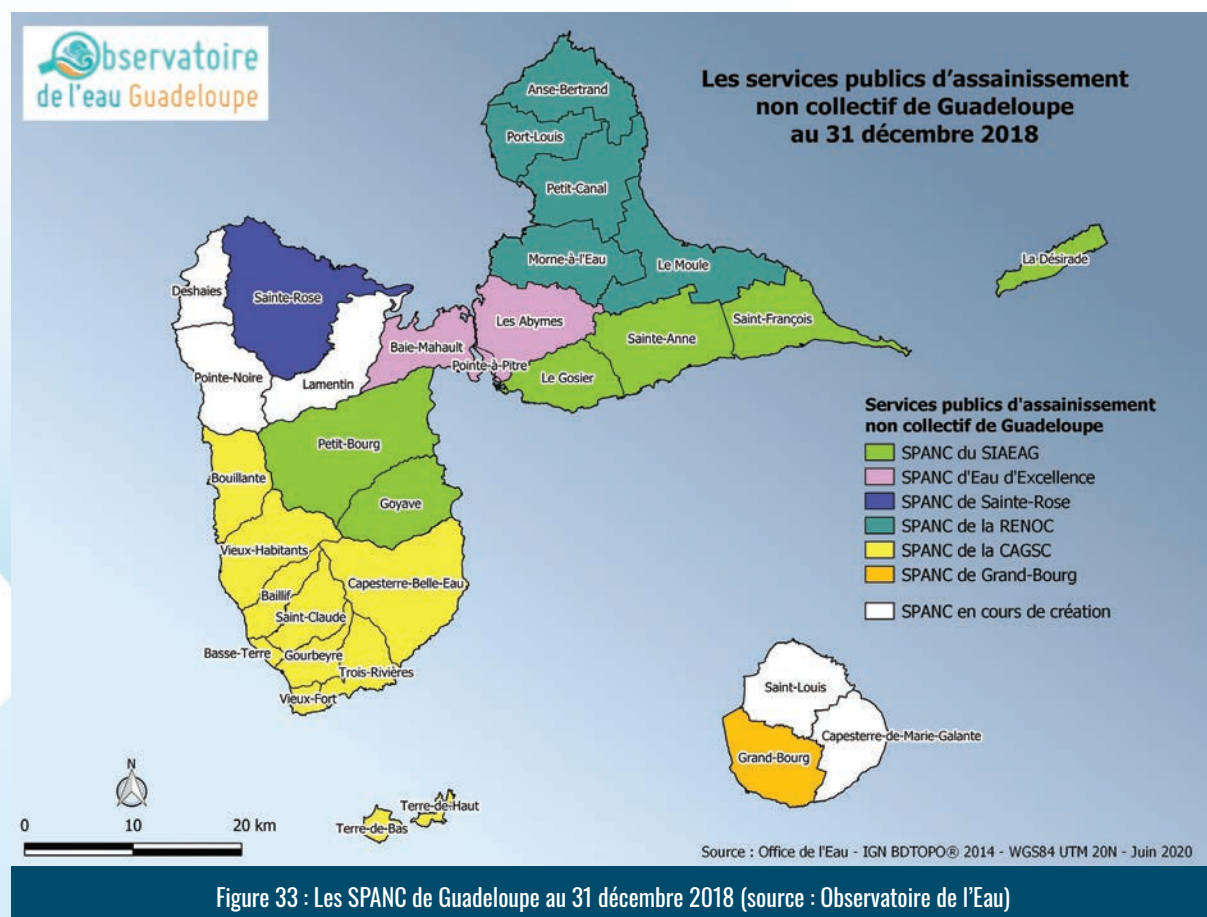 Observatoire
de l'eau Guadeloupe
Les services publics d'assainissement
non collectif de Guadeloupe
au 31 décembre 2018
Anse-Bertrand
Port-Louis
Petit-Canal
Morne-à-l'Eau
Le Moule
La Désirade
Deshaies
Sainte-Rose
Les Abymes
Saint-François
Sainte-Anne
Baie-Mahault
Pointe-à-Pitre
Le Gosier
Pointe-Noire
Lamentin
Petit-Bourg
Bouillante
Goyave
Vieux-Habitants
Capesterre-Belle-Eau
Baillif
Saint-Claude
Basse-Terre
Gourbeyre
Trois-Rivières
Vieux-Fort
Services publics d'assainissement
non collectif de Guadeloupe
SPANC du SIAEAG
SPANC d'Eau d'Excellence
SPANC de Sainte-Rose
SPANC de la RENOC
SPANC de la CAGSC
SPANC de Grand-Bourg
SPANC en cours de création
Saint-Louis
Capesterre-de-Marie-Galante
Grand-Bourg
Terre-de-Haut
Terre-de-Bas
N
0 10 20 km
Source : Office de l'Eau - IGN BDTOPO® 2014 - WGS84 UTM 20N - Juin 2020
Figure 33 : Les SPANC de Guadeloupe au 31 décembre 2018 (source : Observatoire de l'Eau)